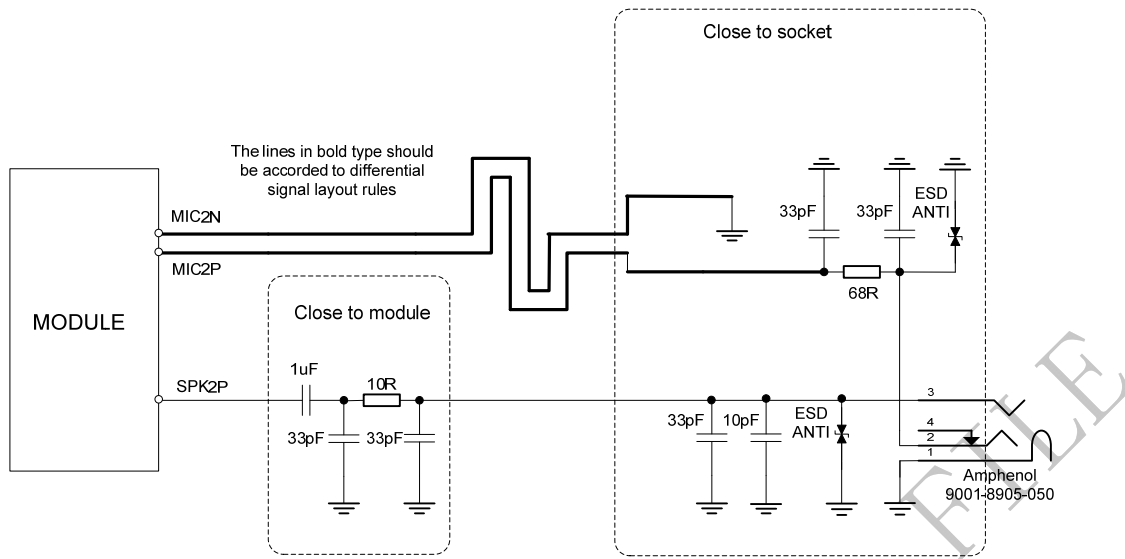 Close to socket
The lines in bold type should
be accorded to differential
signal layout rules
MIC2N
MIC2P
33pF
33pF
ESD
ANTI
68R
MODULE
Close to module
SPK2P
1uF
10R
33pF
33pF
33pF
10pF
ESD
ANTI
3
4
2
1
Amphenol
9001-8905-050
FILE